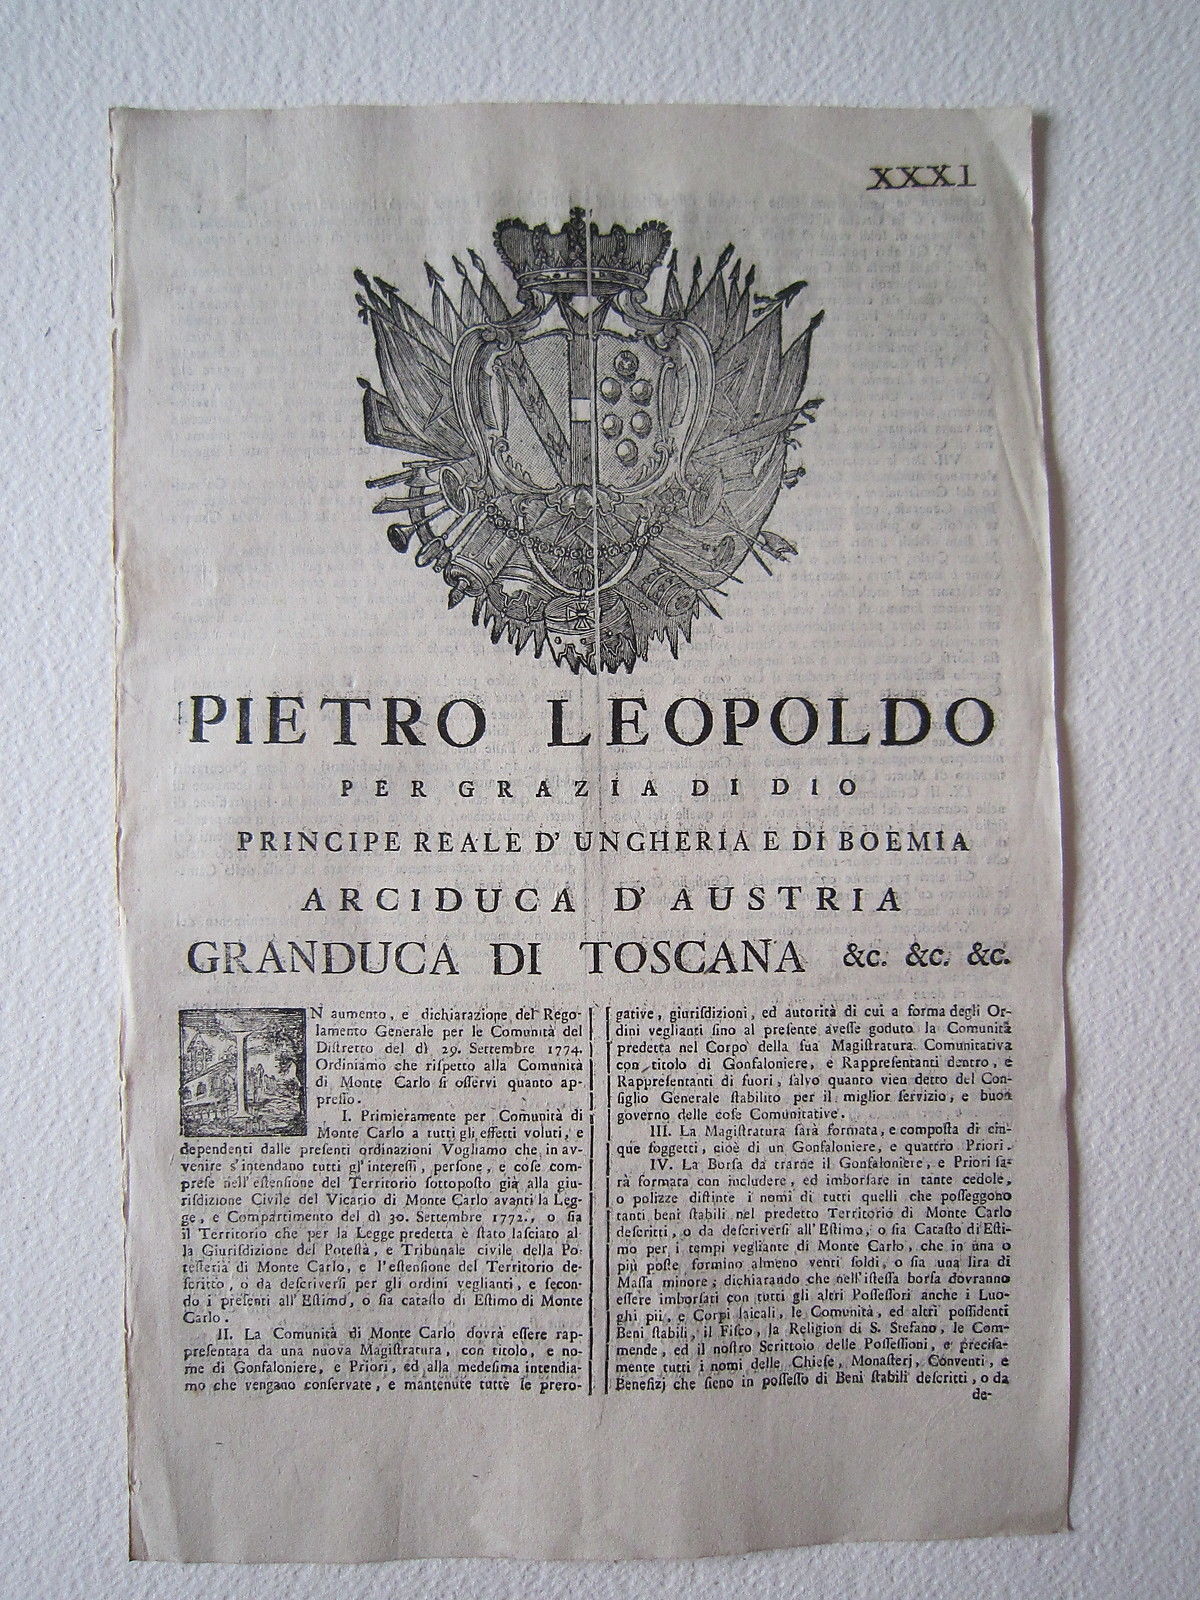 XXXI
PIETRO LEOPOLDO
PER GRAZIA DI DIO
PRINCIPE REALE D' UNGHERIA E DI BOEMIA
ARCIDUCA D' AUSTRIA
GRANDUCA DI TOSCANA &c. &c. &c.
IN aumento, e dichiarazione del Rego-
lamento Generale per le Comunità del
Diſtretto del dì 29. Settembre 1774.
Ordiniamo che riſpetto alla Comunità
di Monte Carlo ſi oſſervi quanto ap-
preſſo.
I. Primieramente per Comunità di
Monte Carlo a tutti gli effetti voluti, e
dependenti dalle preſenti ordinazioni Vogliamo che in av-
venire s'intendano tutti gl'intereſſi, perſone, e coſe com-
preſe nell'eſtenſione del Territorio ſottopoſto già alla giu-
riſdizione Civile del Vicario di Monte Carlo avanti la Leg-
ge, e Compartimento del dì 30. Settembre 1772., o ſia
il Territorio che per la Legge predetta è ſtato laſciato al-
la Giuriſdizione del Poteſtà, e Tribunale civile della Po-
teſteria di Monte Carlo, e l'eſtenſione del Territorio de-
ſcritto, o da deſcriverſi per gli ordini veglianti, e ſecon-
do i preſenti all' Eſtimo, o ſia cataſto di Eſtimo di Monte
Carlo.
II. La Comunità di Monte Carlo dovrà eſſere rap-
preſentata da una nuova Magiſtratura, con titolo, e no-
me di Gonfaloniere, e Priori, ed alla medeſima intendia-
mo che vengano conſervate, e mantenute tutte le prero-
gative, giuriſdizioni, ed autorità di cui a forma degli Or-
dini veglianti ſino al preſente aveſſe goduto la Comunità
predetta nel Corpo della ſua Magiſtratura Comunitativa
con titolo di Gonfaloniere, e Rappreſentanti dentro, e
Rappreſentanti di fuori, ſalvo quanto vien detto del Con-
ſiglio Generale ſtabilito per il miglior ſervizio, e buon
governo delle coſe Comunitative.
III. La Magiſtratura ſarà formata, e compoſta di cin-
que ſoggetti, cioè di un Gonfaloniere, e quattro Priori.
IV. La Borſa da trarne il Gonfaloniere, e Priori ſa-
rà formata con includere, ed imborſare in tante cedole,
o polizze diſtinte i nomi di tutti quelli che poſſeggono
tanti beni ſtabili nel predetto Territorio di Monte Carlo
deſcritti, o da deſcriverſi all'Eſtimo, o ſia Cataſto di Eſti-
mo per i tempi vegliante di Monte Carlo, che in una o
più poſte formino almeno venti ſoldi, o ſia una lira di
Maſſa minore; dichiarando che nell'iſteſſa borſa dovranno
eſſere imborſati con tutti gli altri Poſſeſſori anche i Luo-
ghi pii, e Corpi laicali, le Comunità, ed altri poſſidenti
Beni ſtabili, il Fiſco, la Religion di S. Stefano, le Com-
mende, ed il noſtro Scrittoio delle Poſſeſſioni, e preciſa-
mente tutti i nomi delle Chieſe, Monaſterj, Conventi, e
Benefizj che ſieno in poſſeſſo di Beni ſtabili deſcritti, o da
de-